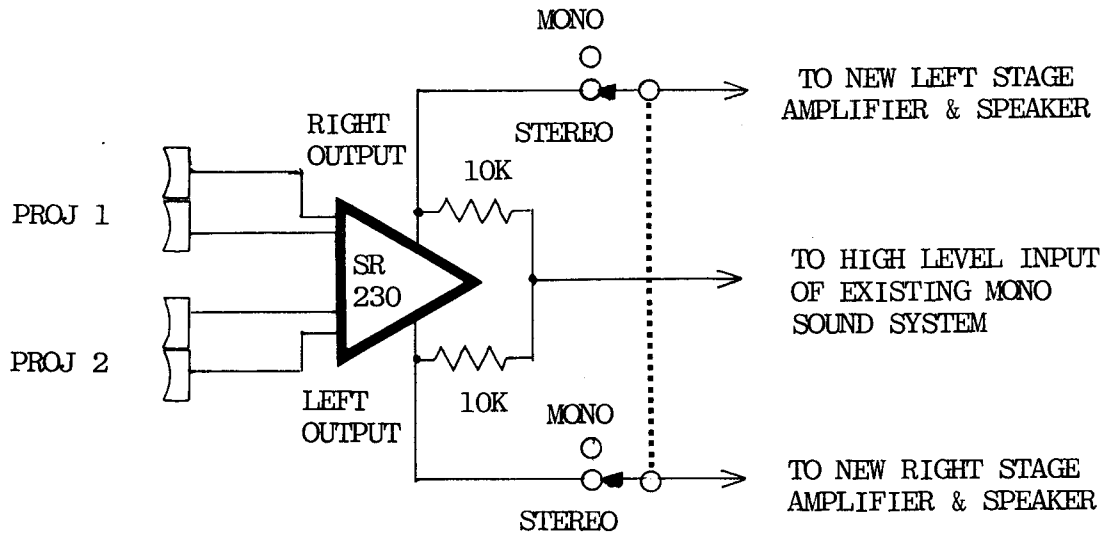 MONO
TO NEW LEFT STAGE
AMPLIFIER & SPEAKER
STEREO
RIGHT
OUTPUT
10K
PROJ 1
SR
230
TO HIGH LEVEL INPUT
OF EXISTING MONO
SOUND SYSTEM
PROJ 2
LEFT
OUTPUT
10K
MONO
TO NEW RIGHT STAGE
AMPLIFIER & SPEAKER
STEREO